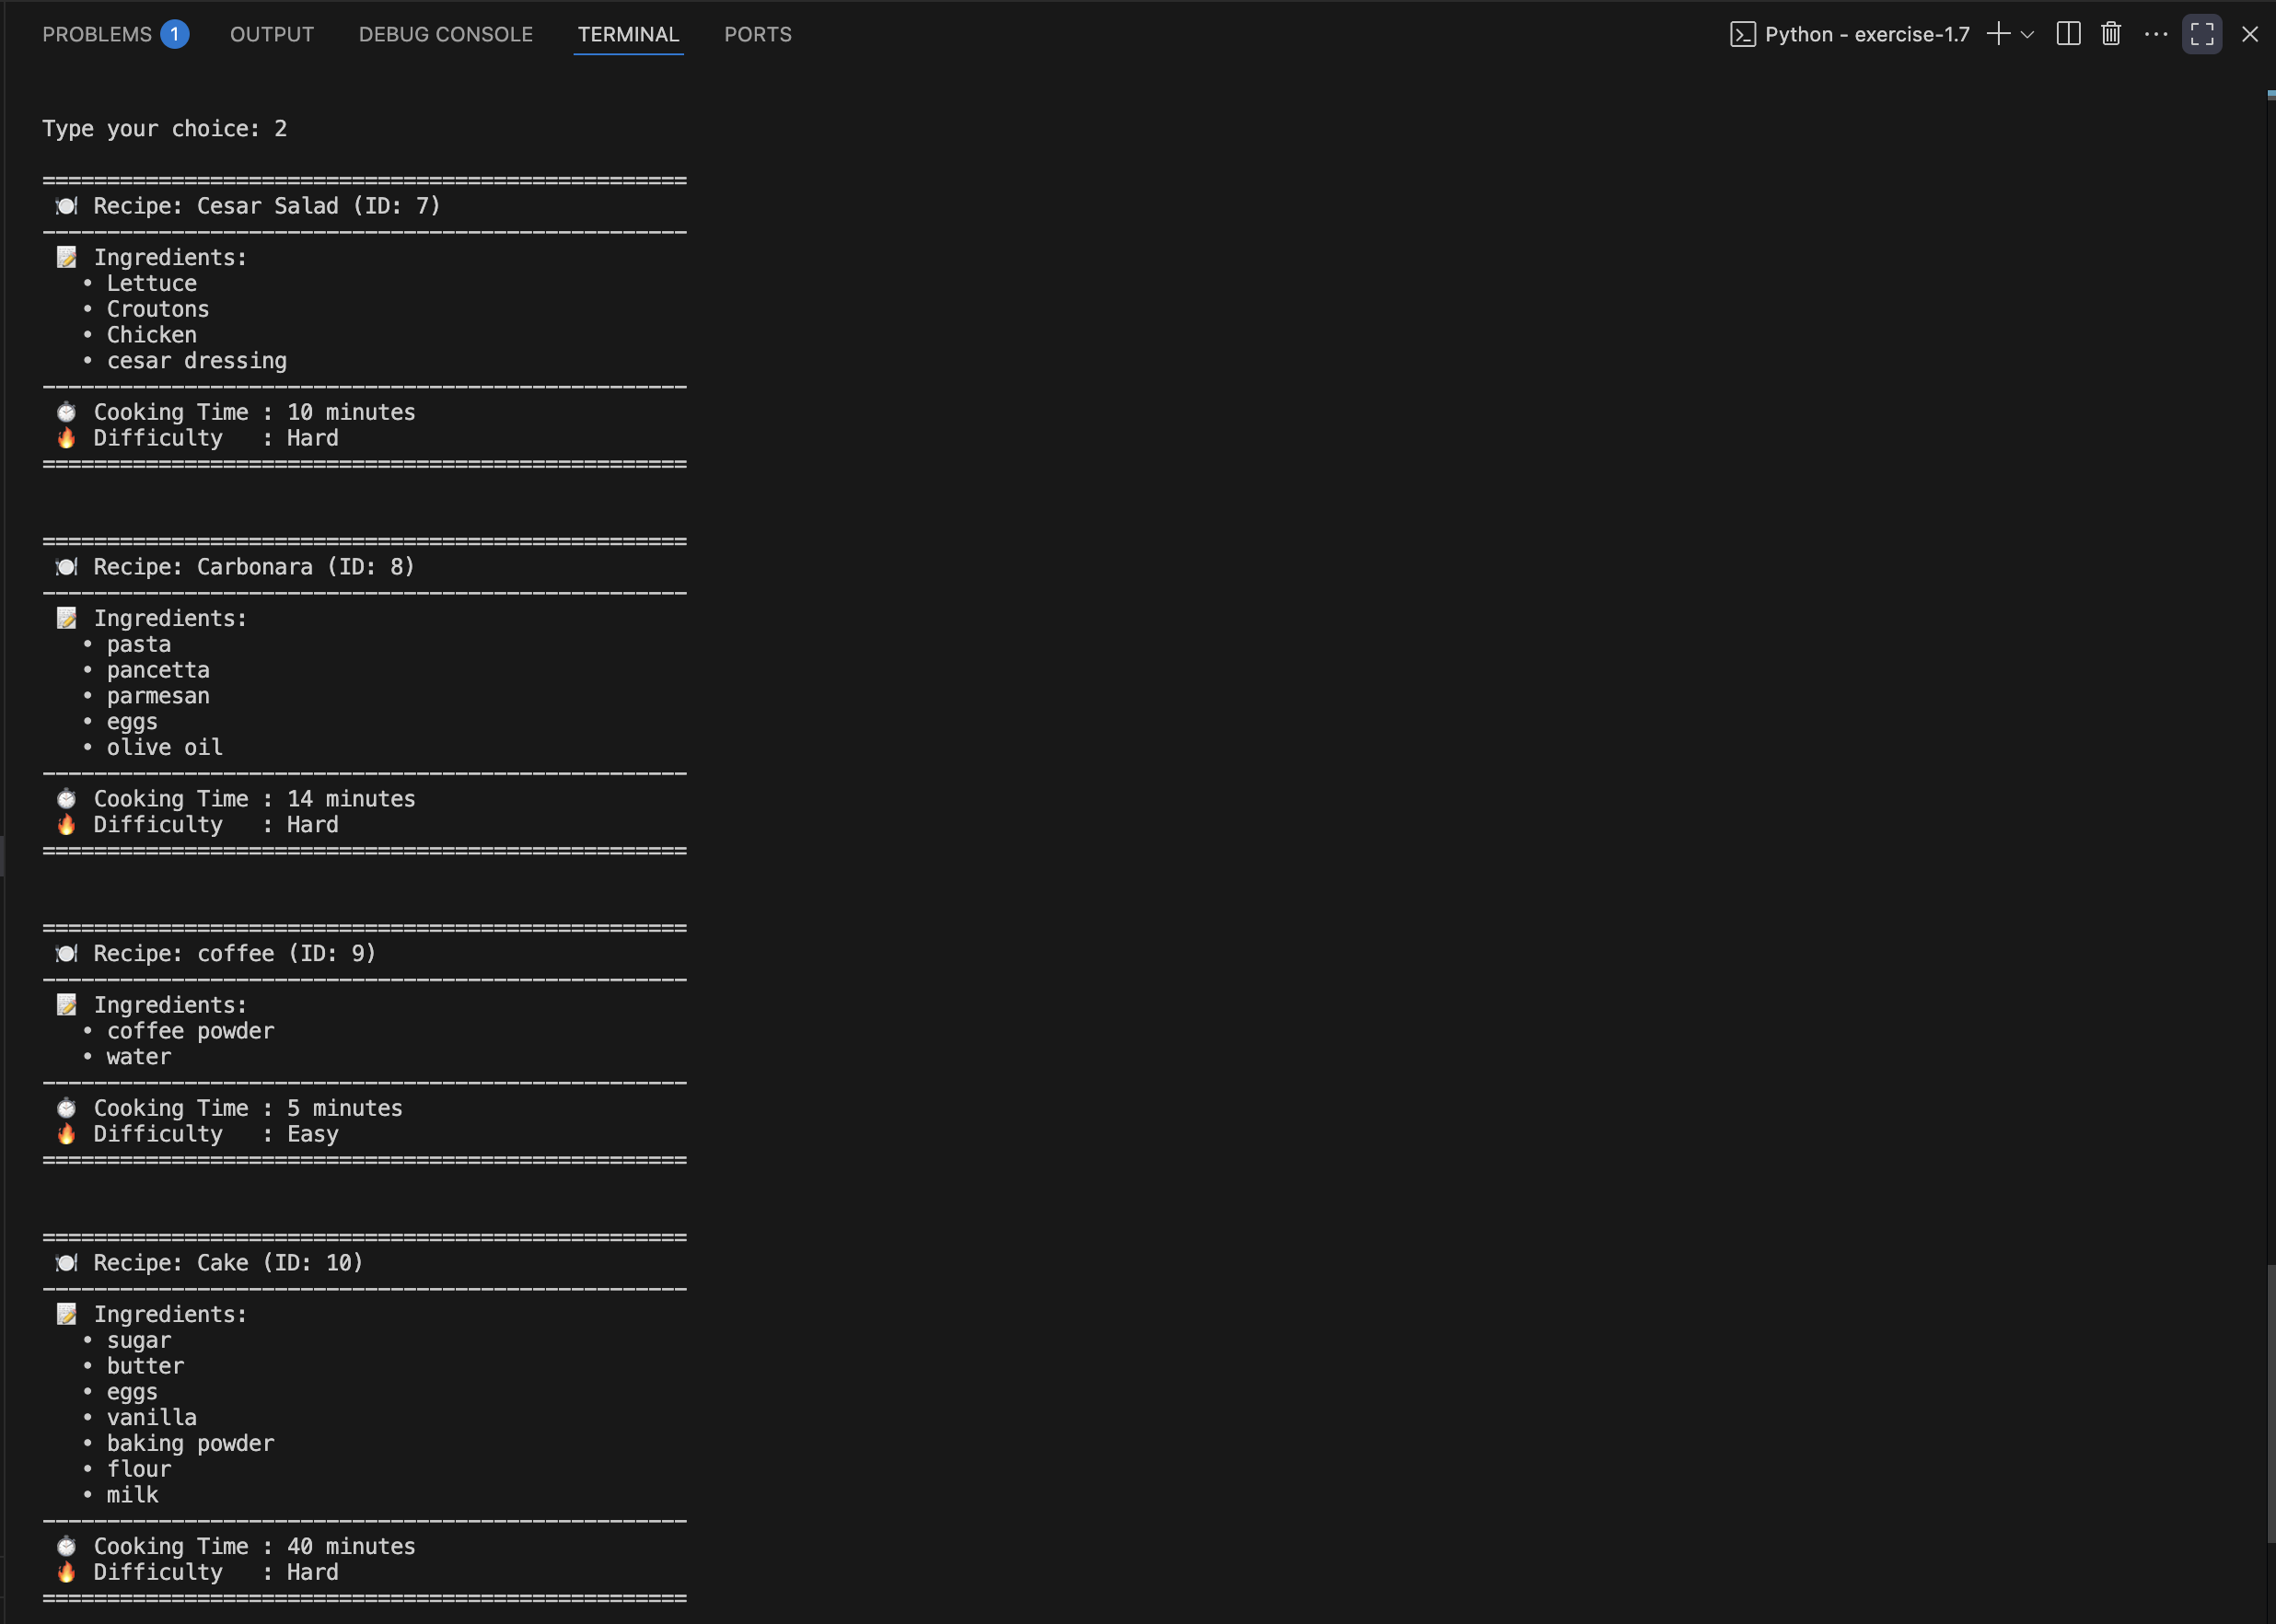 PROBLEMS 1 OUTPUT DEBUG CONSOLE TERMINAL PORTS Python - exercise-1.7
Type your choice: 2
==================================================
🍽 Recipe: Cesar Salad (ID: 7)
--------------------------------------------------
📝 Ingredients:
• Lettuce
• Croutons
• Chicken
• cesar dressing
--------------------------------------------------
⏱ Cooking Time : 10 minutes
🔥 Difficulty   : Hard
==================================================
==================================================
🍽 Recipe: Carbonara (ID: 8)
--------------------------------------------------
📝 Ingredients:
• pasta
• pancetta
• parmesan
• eggs
• olive oil
--------------------------------------------------
⏱ Cooking Time : 14 minutes
🔥 Difficulty   : Hard
==================================================
==================================================
🍽 Recipe: coffee (ID: 9)
--------------------------------------------------
📝 Ingredients:
• coffee powder
• water
--------------------------------------------------
⏱ Cooking Time : 5 minutes
🔥 Difficulty   : Easy
==================================================
==================================================
🍽 Recipe: Cake (ID: 10)
--------------------------------------------------
📝 Ingredients:
• sugar
• butter
• eggs
• vanilla
• baking powder
• flour
• milk
--------------------------------------------------
⏱ Cooking Time : 40 minutes
🔥 Difficulty   : Hard
==================================================